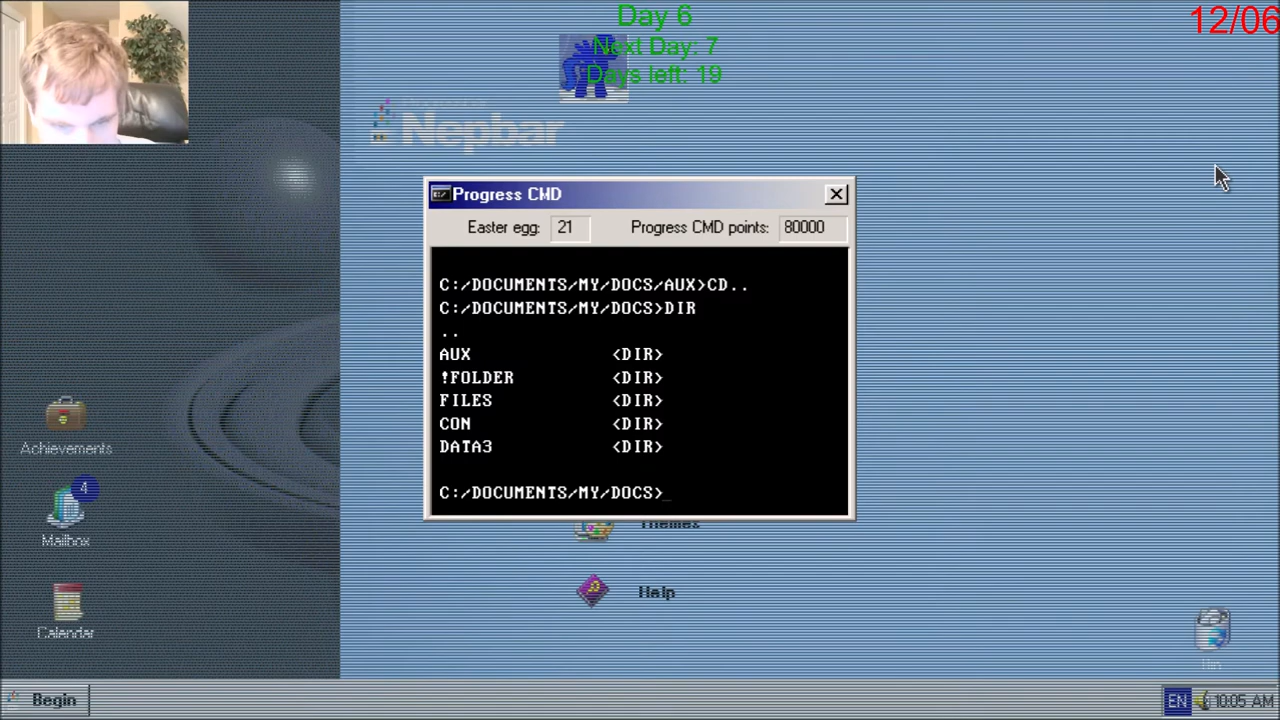 Day 6
Next Day: 7
Days left: 19
12/06
Nepbar
Progress CMD
Easter egg: 21 Progress CMD points: 80000
C:/DOCUMENTS/MY/DOCS/AUX>CD..
C:/DOCUMENTS/MY/DOCS>DIR
..
AUX <DIR>
!FOLDER <DIR>
FILES <DIR>
CON <DIR>
DATA3 <DIR>
C:/DOCUMENTS/MY/DOCS>_
Achievements
4
Mailbox
Calendar
Themes
Help
Bin
Begin
EN 10:05 AM